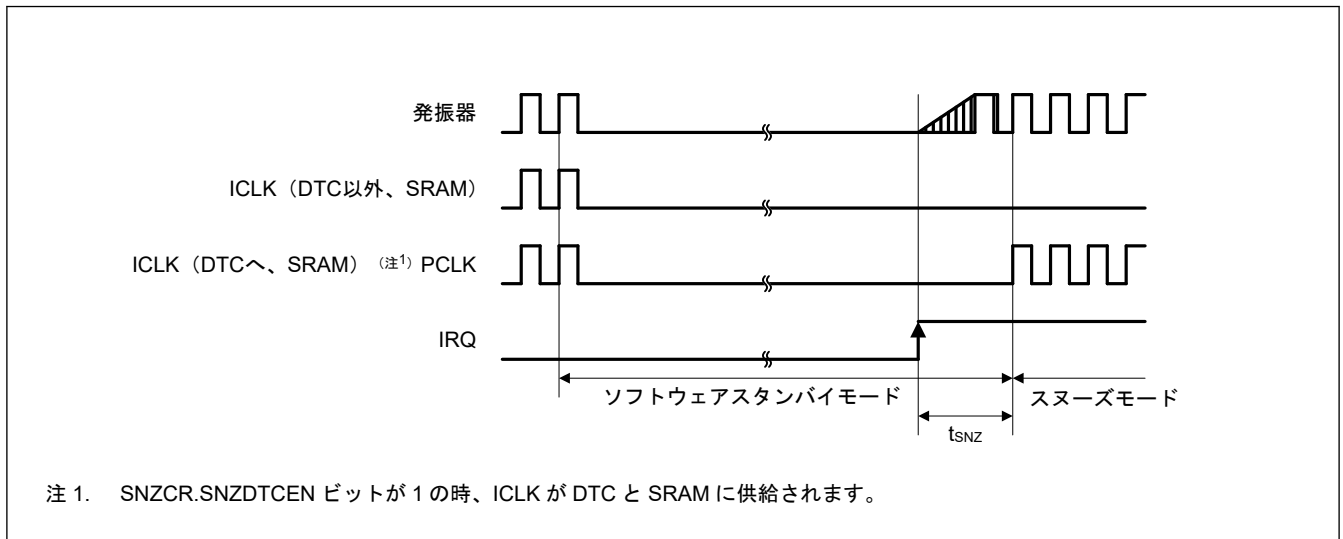 発振器
ICLK（DTC以外、SRAM）
ICLK（DTCへ、SRAM）（注1）PCLK
IRQ
ソフトウェアスタンバイモード
スヌーズモード
tSNZ
注 1. SNZCR.SNZDTCEN ビットが 1 の時、ICLK が DTC と SRAM に供給されます。